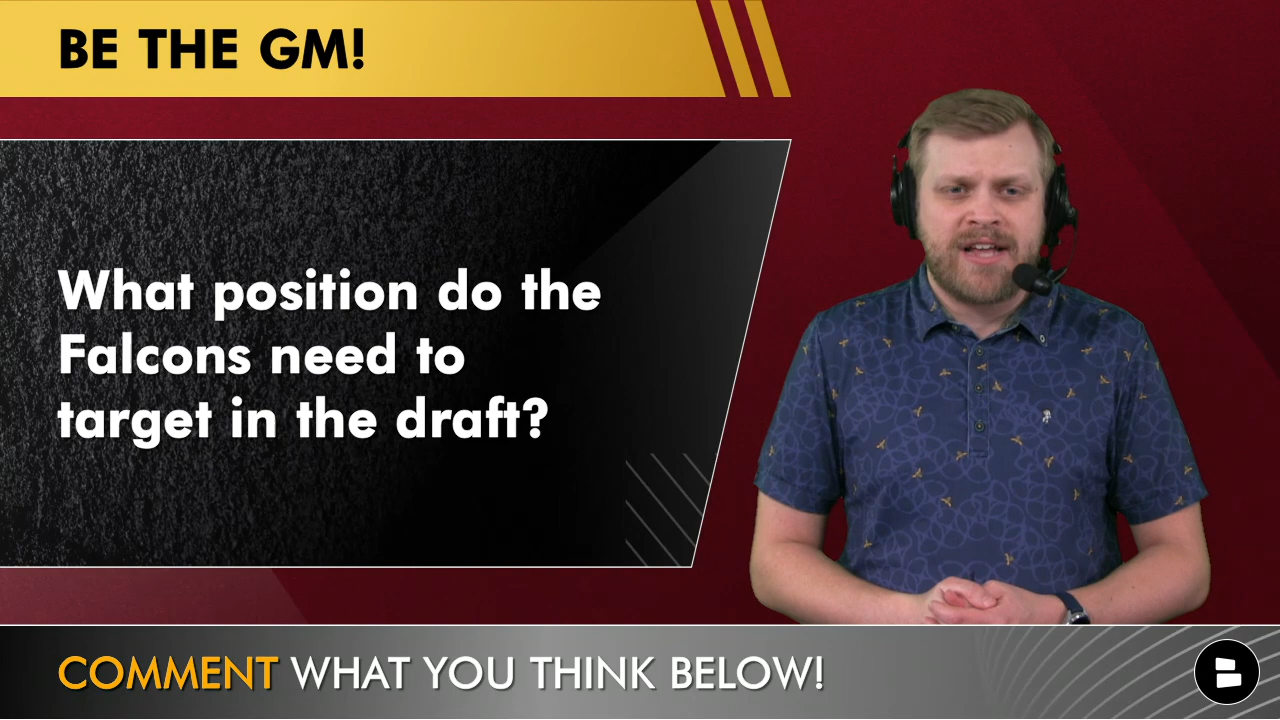 BE THE GM!
What position do the
Falcons need to
target in the draft?
COMMENT WHAT YOU THINK BELOW!